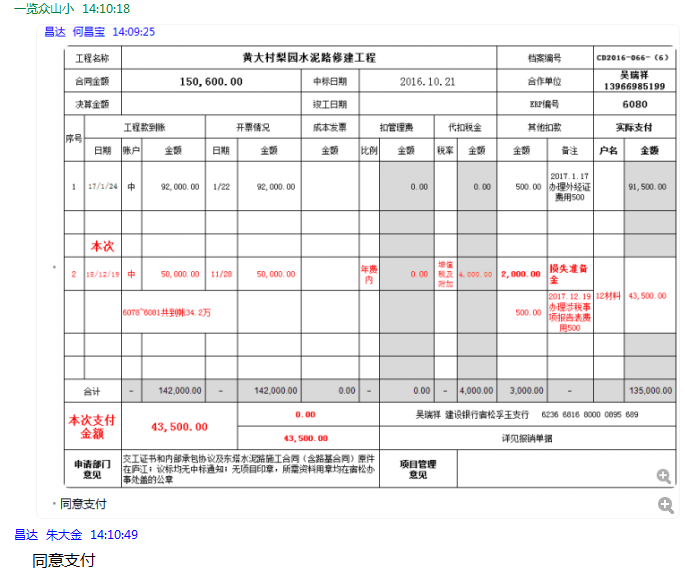 一览众山小 14:10:18
昌达 何昌宝 14:09:25
工程名称 黄大村梨园水泥路修建工程 档案编号 CD2016-066-(6)
合同金额 150,600.00 中标日期 2016.10.21 合作单位 吴瑞祥 13966985199
决算金额 竣工日期 ERP编号 6080
序号 工程款到账 开票情况 成本发票 扣管理费 代扣税金 其他扣款 实际支付
日期 账户 金额 日期 金额 金额 比例 金额 税率 金额 金额 备注 户名 金额
1 17/1/24 中 92,000.00 1/22 92,000.00 0.00 0.00 500.00 2017.1.17办理外经证费用500 91,500.00
本次
2 18/12/19 中 50,000.00 11/28 50,000.00 年费内 0.00 增值税及附加 4,000.00 2,000.00 损失准备金 12材料 43,500.00
6078~6081共到帐34.2万 500.00 2017.12.19办理涉税事项报告表费用500
合计 - 142,000.00 - 142,000.00 0.00 - 0.00 - 4,000.00 3,000.00 - 135,000.00
本次支付金额 43,500.00 0.00 吴瑞祥 建设银行宿松孚玉支行 6236 6816 8000 0895 689
43,500.00 详见报销单据
申请部门意见 交工证书和内部承包协议及东塔水泥路施工合同（含路基合同）原件在庐江；议标均无中标通知；无项目印章，所需资料用章均在宿松办事处盖的公章 项目管理意见
同意支付
昌达 朱大金 14:10:49
同意支付